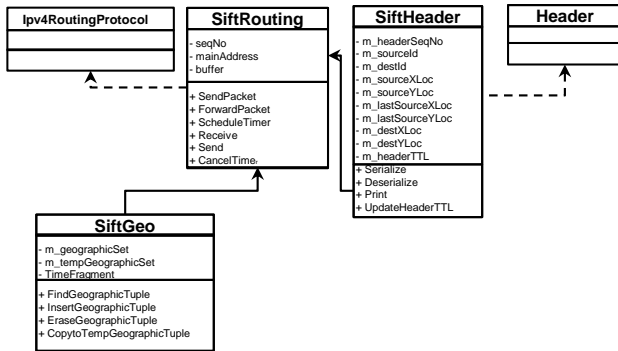 Ipv4RoutingProtocol
SiftRouting
- seqNo
- mainAddress
- buffer
+ SendPacket
+ ForwardPacket
+ ScheduleTimer
+ Receive
+ Send
+ CancelTimer
SiftHeader
- m_headerSeqNo
- m_sourceId
- m_destId
- m_sourceXLoc
- m_sourceYLoc
- m_lastSourceXLoc
- m_lastSourceYLoc
- m_destXLoc
- m_destYLoc
- m_headerTTL
+ Serialize
+ Deserialize
+ Print
+ UpdateHeaderTTL
Header
SiftGeo
- m_geographicSet
- m_tempGeographicSet
- TimeFragment
+ FindGeographicTuple
+ InsertGeographicTuple
+ EraseGeographicTuple
+ CopytoTempGeographicTuple